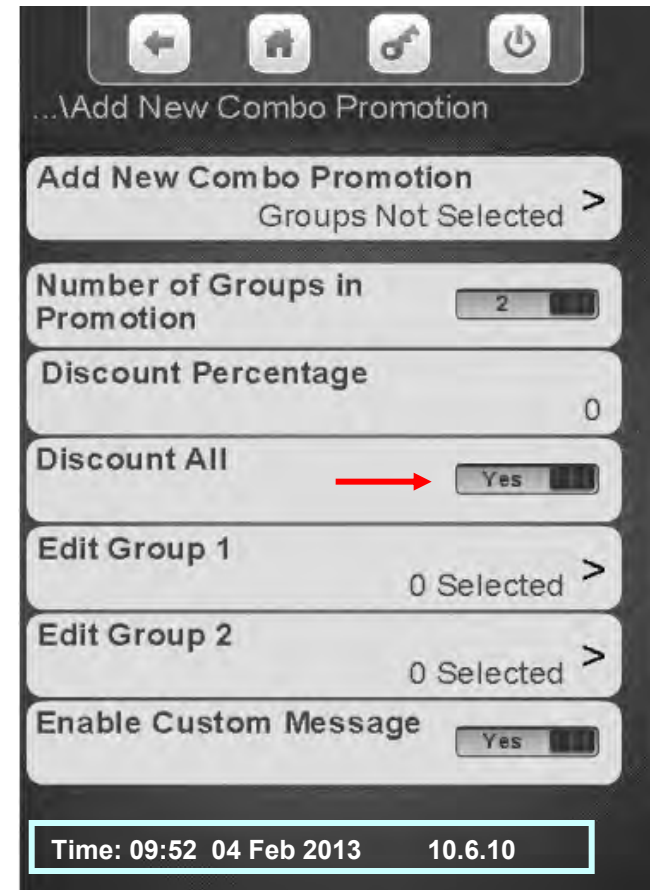 ...\Add New Combo Promotion
Add New Combo Promotion
Groups Not Selected >
Number of Groups in
Promotion
2
Discount Percentage
0
Discount All
Yes
Edit Group 1
0 Selected >
Edit Group 2
0 Selected >
Enable Custom Message
Yes
Time: 09:52 04 Feb 2013 10.6.10